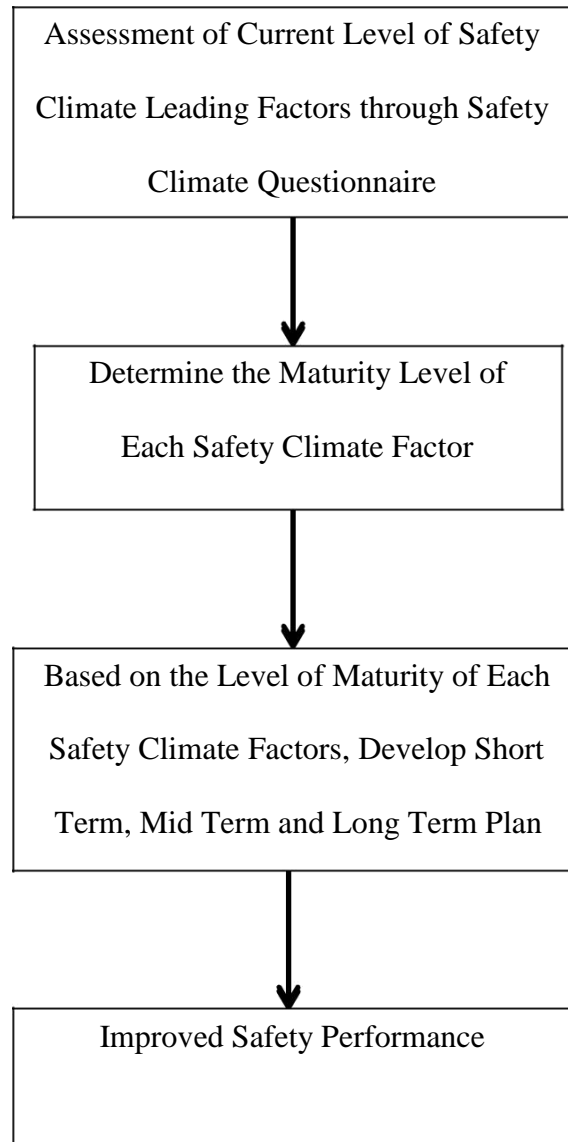 Assessment of Current Level of Safety
Climate Leading Factors through Safety
Climate Questionnaire
Determine the Maturity Level of
Each Safety Climate Factor
Based on the Level of Maturity of Each
Safety Climate Factors, Develop Short
Term, Mid Term and Long Term Plan
Improved Safety Performance